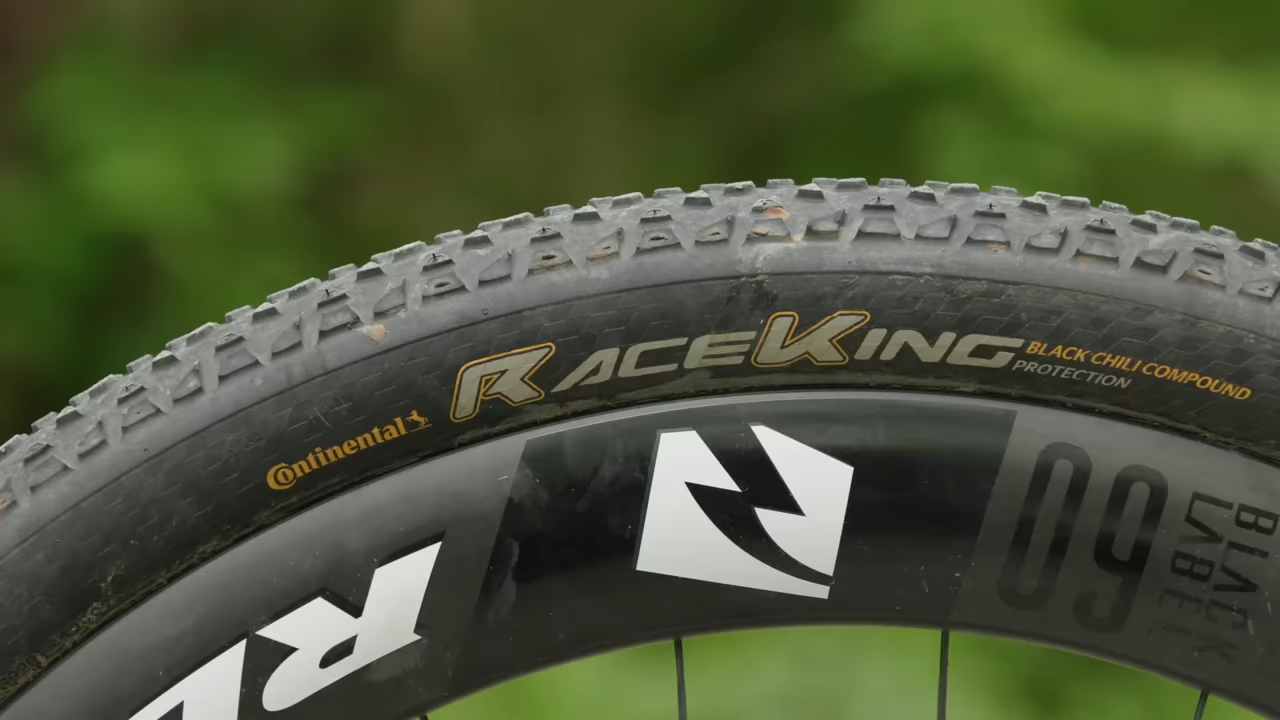 Continental
RACEKING BLACK CHILI COMPOUND
PROTECTION
60
BLACK
LABEL
R